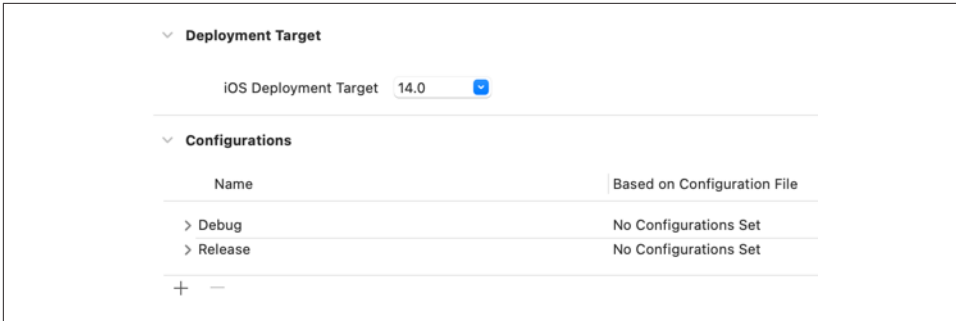 Deployment Target
iOS Deployment Target 14.0
Configurations
Name Based on Configuration File
Debug No Configurations Set
Release No Configurations Set